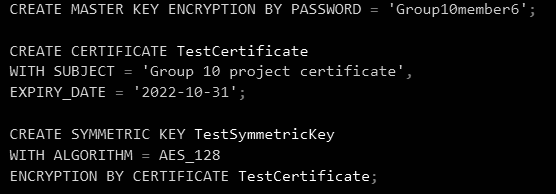 CREATE MASTER KEY ENCRYPTION BY PASSWORD = 'Group10member6';
CREATE CERTIFICATE TestCertificate
WITH SUBJECT = 'Group 10 project certificate',
EXPIRY_DATE = '2022-10-31';
CREATE SYMMETRIC KEY TestSymmetricKey
WITH ALGORITHM = AES_128
ENCRYPTION BY CERTIFICATE TestCertificate;